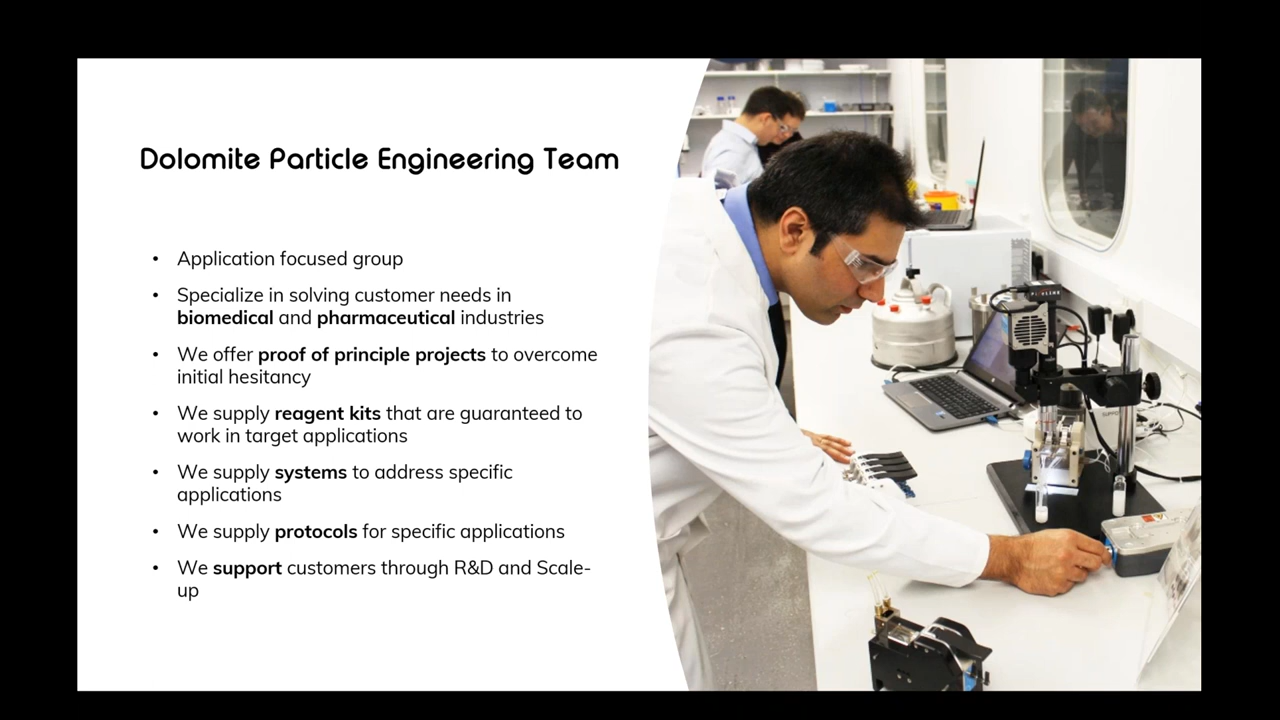 Dolomite Particle Engineering Team
• Application focused group
• Specialize in solving customer needs in
biomedical and pharmaceutical industries
• We offer proof of principle projects to overcome
initial hesitancy
• We supply reagent kits that are guaranteed to
work in target applications
• We supply systems to address specific
applications
• We supply protocols for specific applications
• We support customers through R&D and Scale-
up
PIXELINK